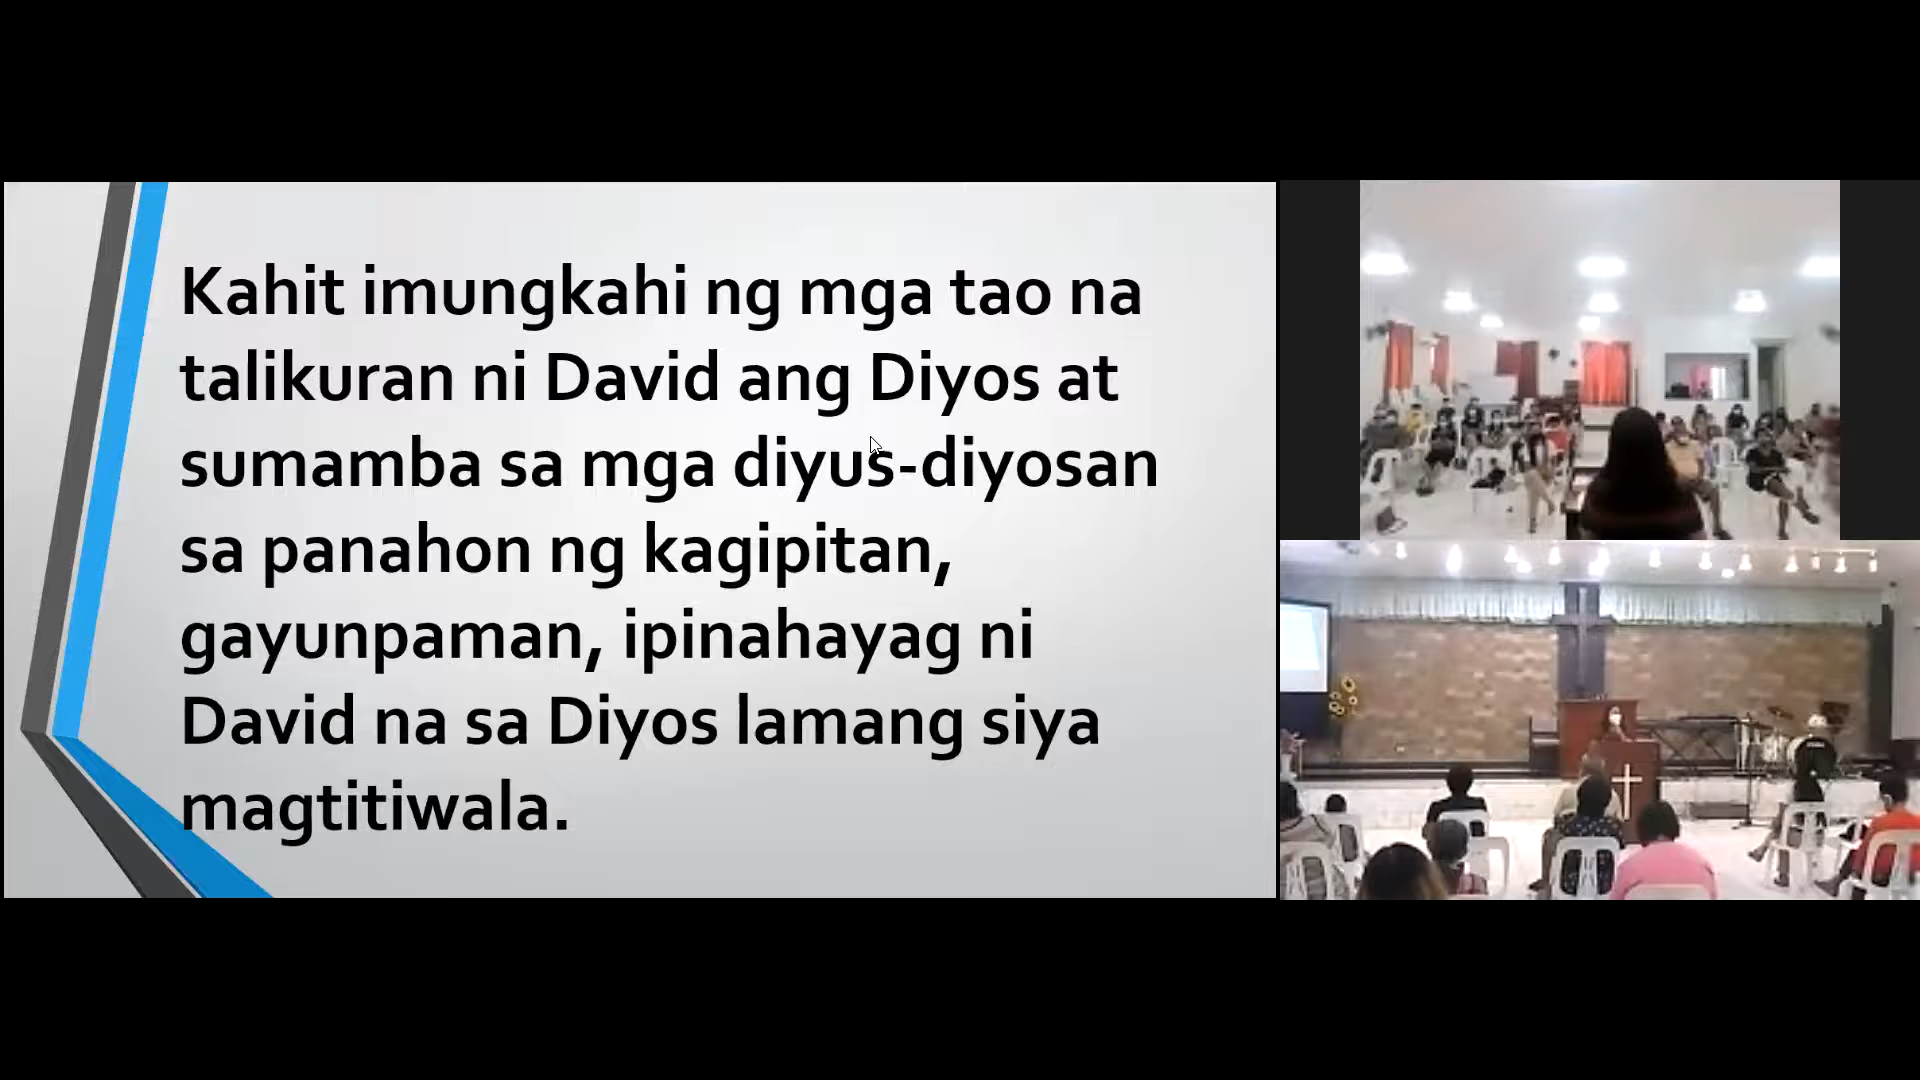 Kahit imungkahi ng mga tao na
talikuran ni David ang Diyos at
sumamba sa mga diyus-diyosan
sa panahon ng kagipitan,
gayunpaman, ipinahayag ni
David na sa Diyos lamang siya
magtitiwala.